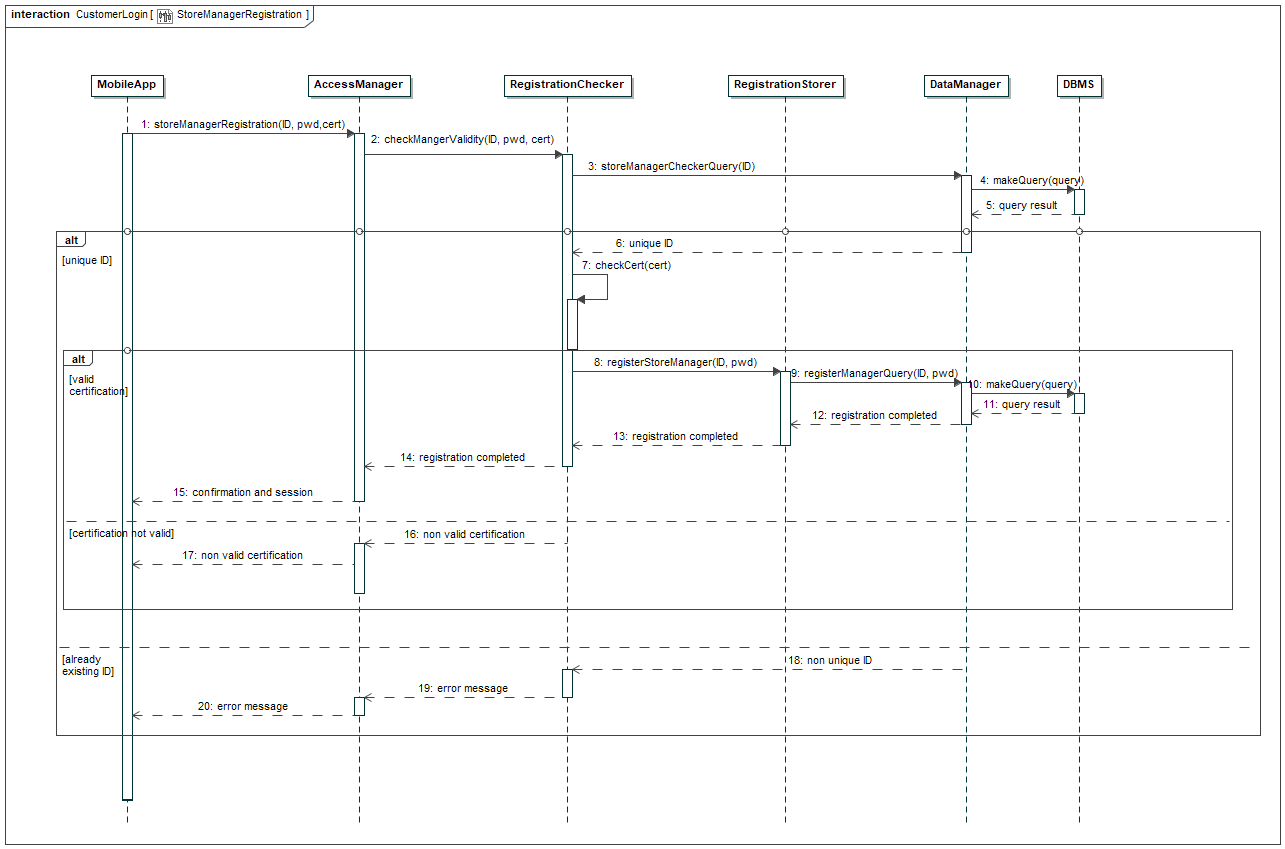 interaction CustomerLogin [ StoreManagerRegistration ]
MobileApp
AccessManager
RegistrationChecker
RegistrationStorer
DataManager
DBMS
1: storeManagerRegistration(ID, pwd,cert)
2: checkMangerValidity(ID, pwd, cert)
3: storeManagerCheckerQuery(ID)
4: makeQuery(query)
5: query result
alt
[unique ID]
6: unique ID
7: checkCert(cert)
alt
[valid
certification]
8: registerStoreManager(ID, pwd)
9: registerManagerQuery(ID, pwd)
10: makeQuery(query)
11: query result
12: registration completed
13: registration completed
14: registration completed
15: confirmation and session
[certification not valid]
16: non valid certification
17: non valid certification
[already
existing ID]
18: non unique ID
19: error message
20: error message